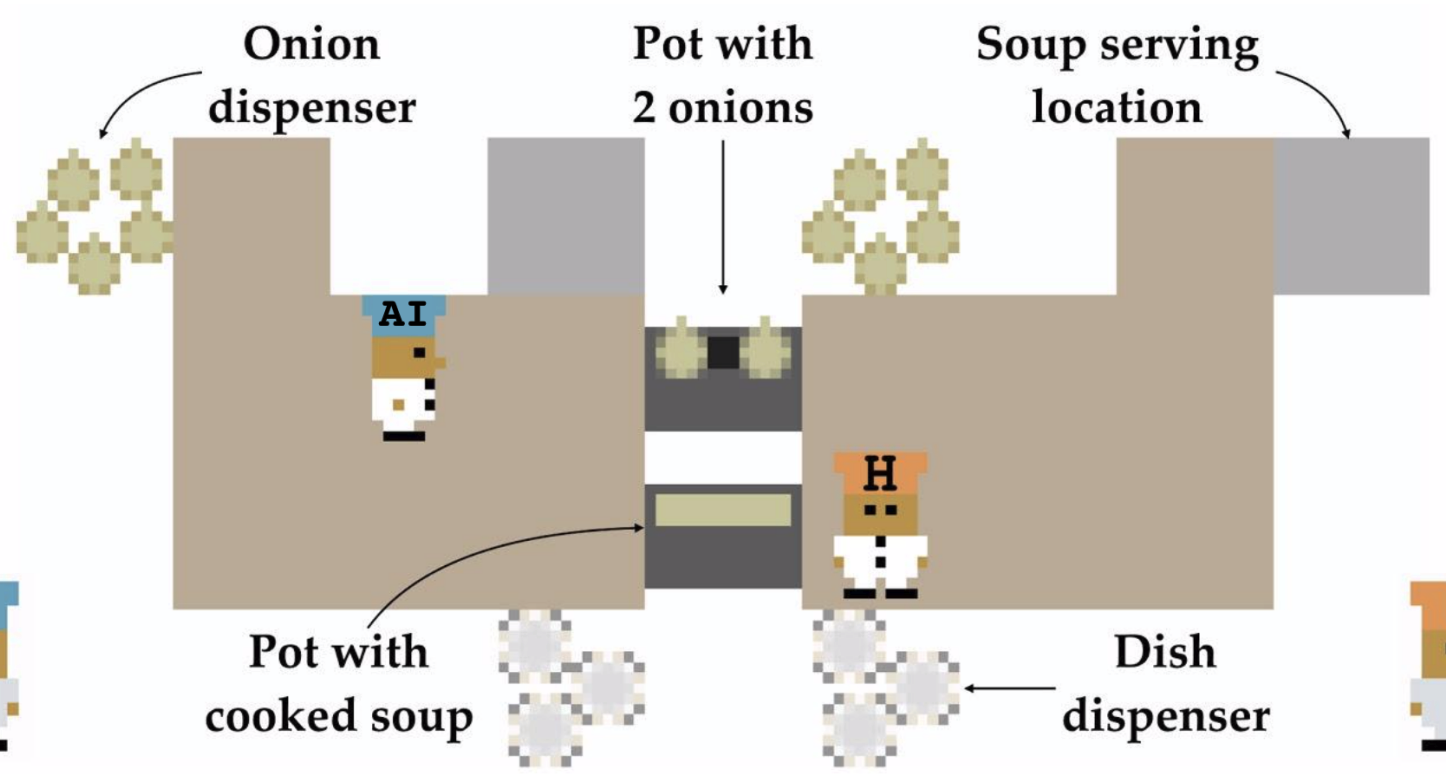 Onion
dispenser
Pot with
2 onions
Soup serving
location
AI
H
Pot with
cooked soup
Dish
dispenser